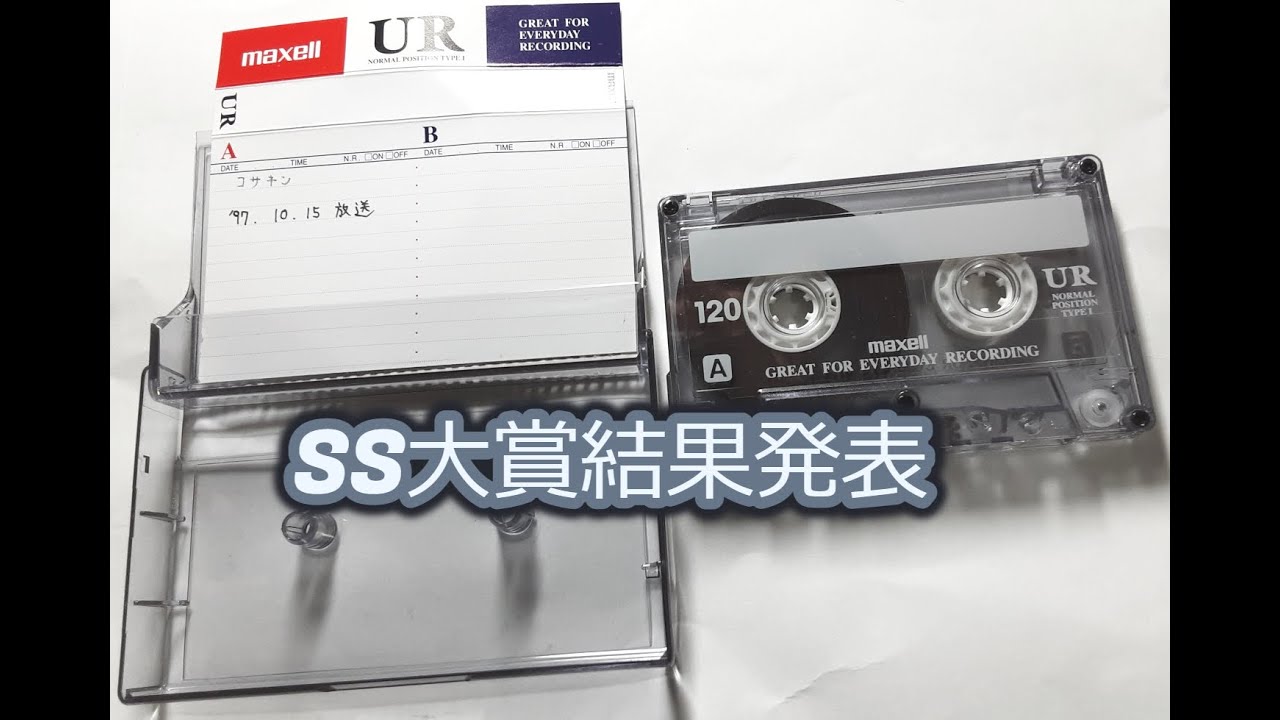 maxell
UR
NORMAL POSITION TYPE I
GREAT FOR
EVERYDAY
RECORDING
UR
A
B
DATE TIME N.R. □ON □OFF
DATE TIME N.R. □ON □OFF
コサキン
'97. 10. 15 放送
120
UR
NORMAL
POSITION
TYPE I
maxell
A
GREAT FOR EVERYDAY RECORDING
SS大賞結果発表